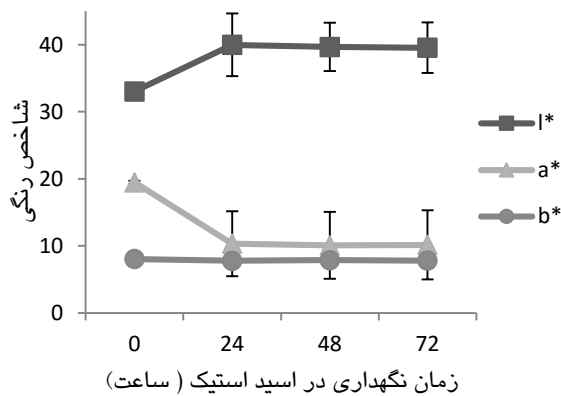 40
30
20
10
0
شاخص رنگی
l*
a*
b*
0 24 48 72
زمان نگهداری در اسید استیک ( ساعت)